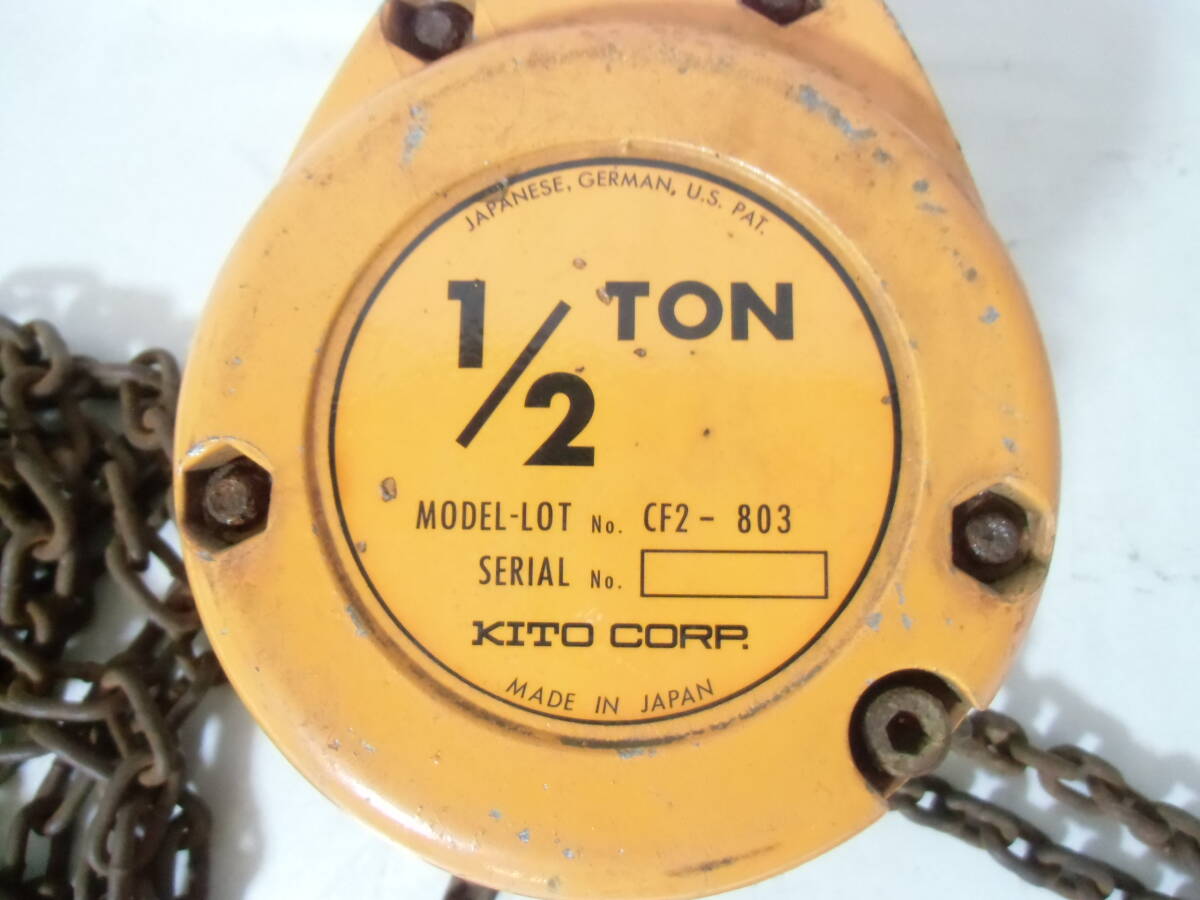 JAPANESE, GERMAN, U.S. PAT.
1/2 TON
MODEL-LOT No. CF2 - 803
SERIAL No.
KITO CORP.
MADE IN JAPAN